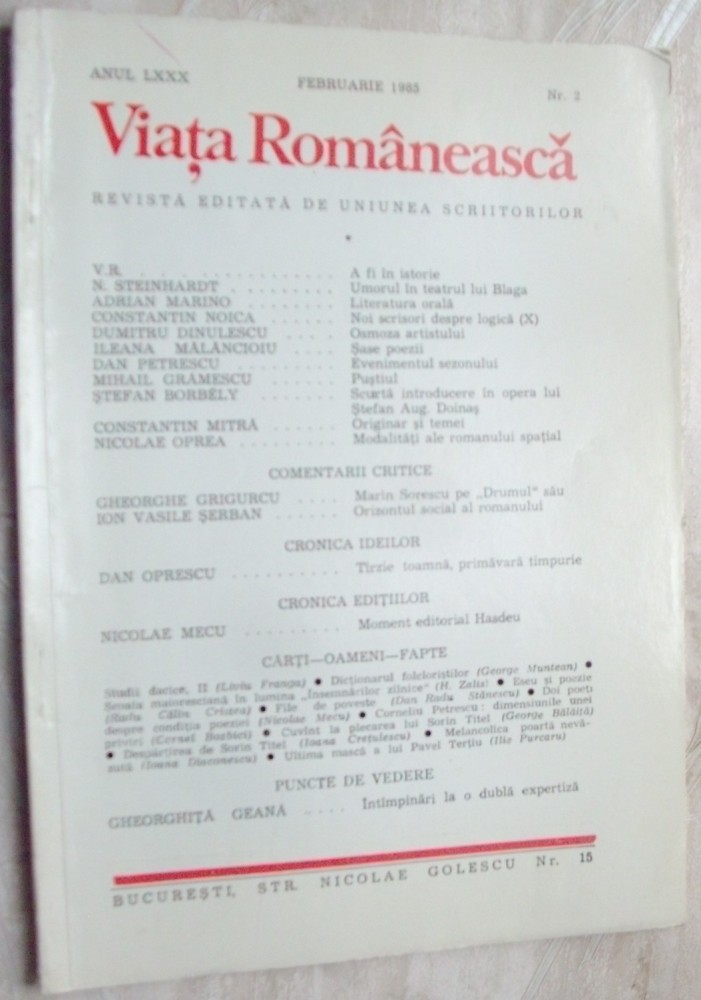 ANUL LXXX FEBRUARIE 1985 Nr. 2
Viața Românească
REVISTĂ EDITATĂ DE UNIUNEA SCRIITORILOR
V.R. . . . . . . . . . . . . . . A fi în istorie
N. STEINHARDT . . . . . . . . . Umorul în teatrul lui Blaga
ADRIAN MARINO . . . . . . . . Literatura orală
CONSTANTIN NOICA . . . . . . Noi scrisori despre logică (X)
DUMITRU DINULESCU . . . . Osmoza artistului
ILEANA MĂLĂNCIOIU . . . . Șase poezii
DAN PETRESCU . . . . . . . . Evenimentul sezonului
MIHAIL GRĂMESCU . . . . . . Puștiul
ȘTEFAN BORBÉLY . . . . . . Scurtă introducere în opera lui
Ștefan Aug. Doinaș
CONSTANTIN MITRA . . . . . Originar și temei
NICOLAE OPREA . . . . . . . . . Modalități ale romanului spațial
COMENTARII CRITICE
GHEORGHE GRIGURCU . . . . Marin Sorescu pe „Drumul“ său
ION VASILE ȘERBAN . . . . . . Orizontul social al romanului
CRONICA IDEILOR
DAN OPRESCU . . . . . . . . . . Tîrzie toamnă, primăvară timpurie
CRONICA EDIȚIILOR
NICOLAE MECU . . . . . . . . . Moment editorial Hasdeu
CĂRȚI—OAMENI—FAPTE
Studii dacice, II (Liviu Franga) ● Dicționarul folcloriștilor (George Muntean) ●
Școala maioresciană în lumina „Însemnărilor zilnice“ (H. Zalis) ● Eseu și poezie
(Radu Călin Cristea) ● File de poveste (Dan Radu Stănescu) ● Doi poeți
despre condiția poeziei (Nicolae Mecu) ● Corneliu Petrescu: dimensiunile unei
priviri (Cornel) ● Cuvînt la plecarea lui Sorin Titel (George Bălăiță)
● Despărțirea de Sorin Titel (Ioana Crețulescu) ● Melancolica poartă nevă-
zută (Ioana Diaconescu) ● Ultima mască a lui Pavel Terțiu (Ilie Purcaru)
PUNCTE DE VEDERE
GHEORGHIȚĂ GEANĂ . . . . . Întîmpinări la o dublă expertiză
BUCUREȘTI, STR. NICOLAE GOLESCU Nr. 15